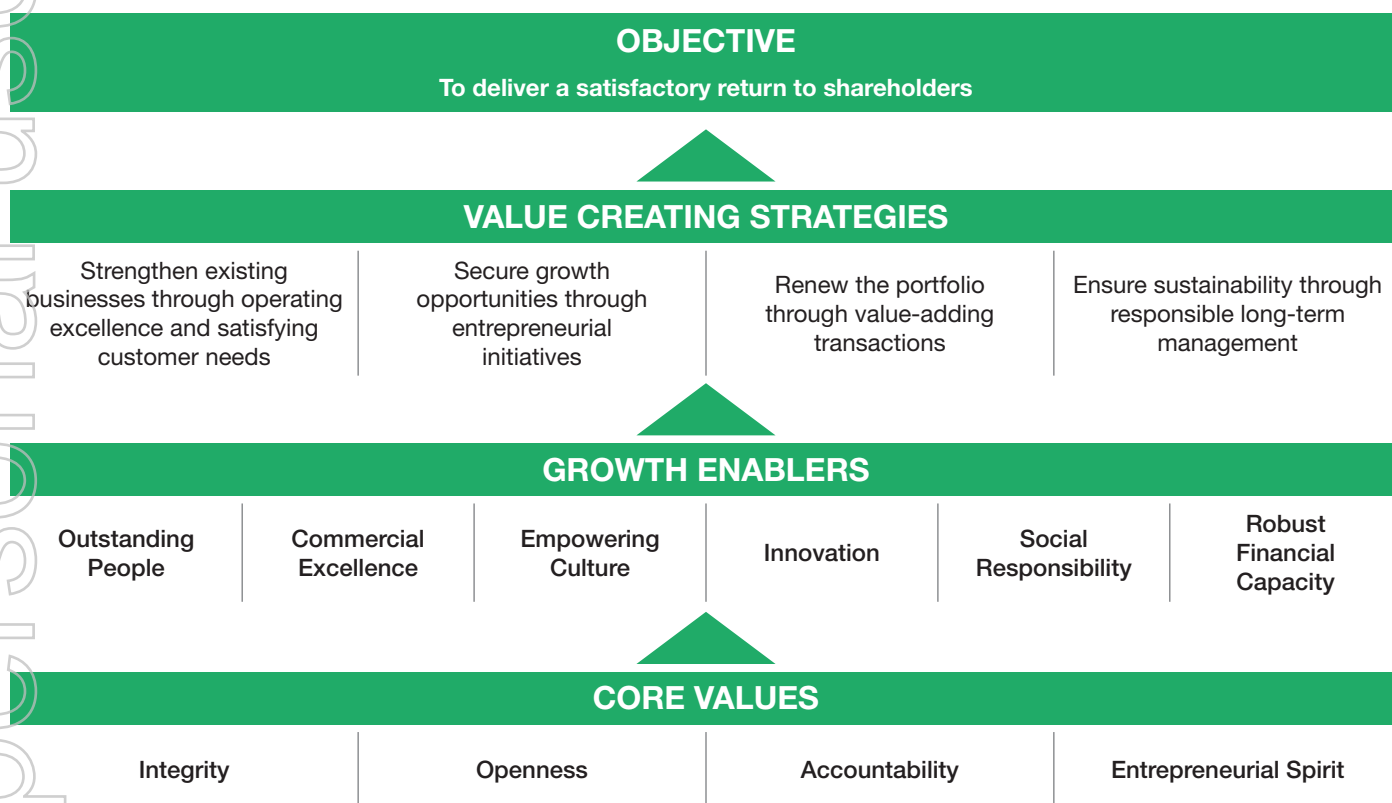 OBJECTIVE
To deliver a satisfactory return to shareholders
VALUE CREATING STRATEGIES
Strengthen existing
businesses through operating
excellence and satisfying
customer needs
Secure growth
opportunities through
entrepreneurial
initiatives
Renew the portfolio
through value-adding
transactions
Ensure sustainability through
responsible long-term
management
GROWTH ENABLERS
Outstanding
People
Commercial
Excellence
Empowering
Culture
Innovation
Social
Responsibility
Robust
Financial
Capacity
CORE VALUES
Integrity
Openness
Accountability
Entrepreneurial Spirit